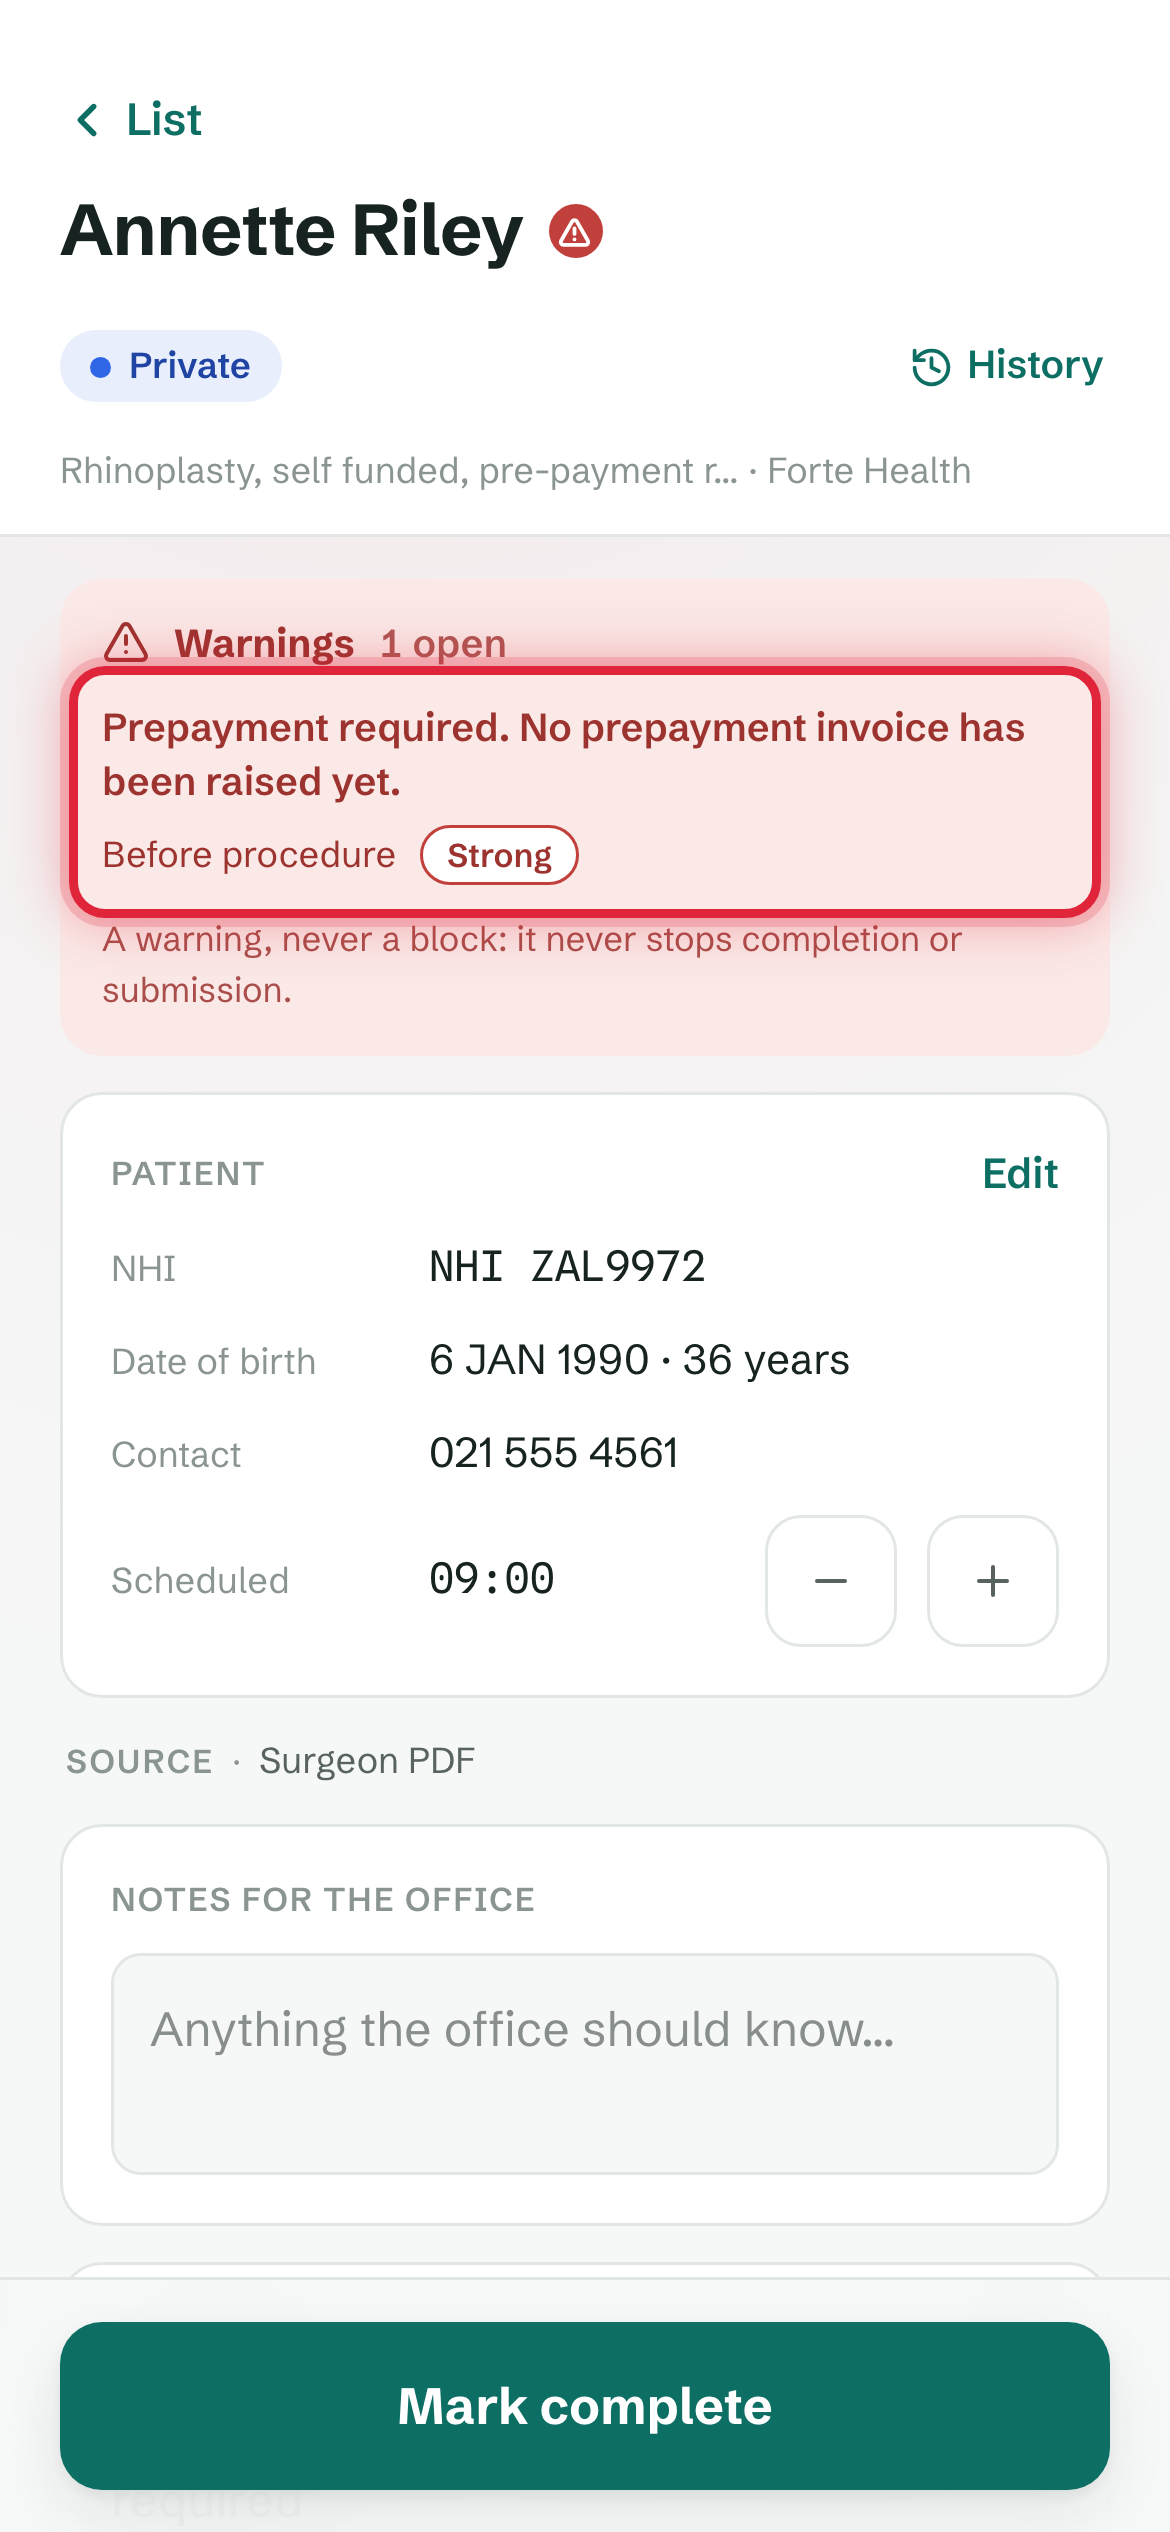 List
Annette Riley
Private
History
Rhinoplasty, self funded, pre-payment r... · Forte Health
Warnings 1 open
Prepayment required. No prepayment invoice has
been raised yet.
Before procedure Strong
A warning, never a block: it never stops completion or
submission.
PATIENT Edit
NHI NHI ZAL9972
Date of birth 6 JAN 1990 · 36 years
Contact 021 555 4561
Scheduled 09:00
SOURCE · Surgeon PDF
NOTES FOR THE OFFICE
Anything the office should know...
Mark complete
required